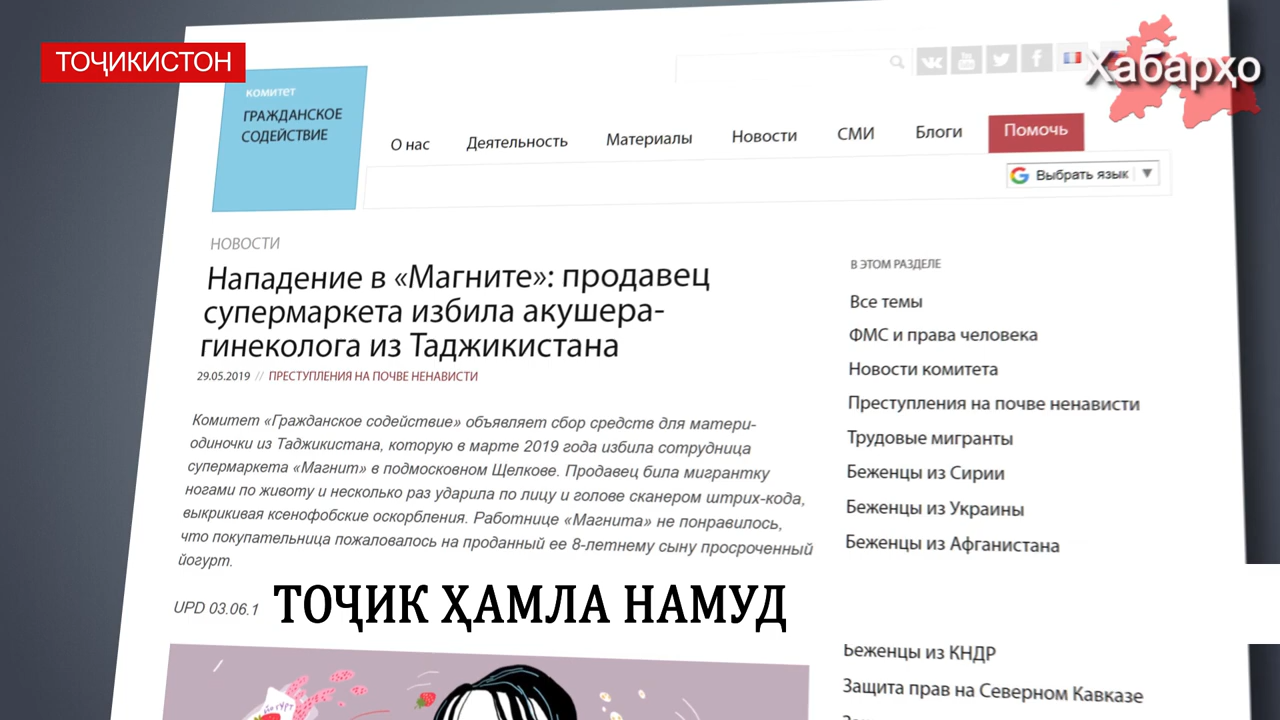 ТОҶИКИСТОН
Хабарҳо
комитет
ГРАЖДАНСКОЕ
СОДЕЙСТВИЕ
О нас
Деятельность
Материалы
Новости
СМИ
Блоги
Помочь
Выбрать язык
НОВОСТИ
Нападение в «Магните»: продавец
супермаркета избила акушера-
гинеколога из Таджикистана
29.05.2019 // ПРЕСТУПЛЕНИЯ НА ПОЧВЕ НЕНАВИСТИ
Комитет «Гражданское содействие» объявляет сбор средств для матери-
одиночки из Таджикистана, которую в марте 2019 года избила сотрудница
супермаркета «Магнит» в подмосковном Щелкове. Продавец била мигрантку
ногами по животу и несколько раз ударила по лицу и голове сканером штрих-кода,
выкрикивая ксенофобские оскорбления. Работнице «Магнита» не понравилось,
что покупательница пожаловалось на проданный ее 8-летнему сыну просроченный
йогурт.
UPD 03.06.1
ТОҶИК ҲАМЛА НАМУД
йогурт
В ЭТОМ РАЗДЕЛЕ
Все темы
ФМС и права человека
Новости комитета
Преступления на почве ненависти
Трудовые мигранты
Беженцы из Сирии
Беженцы из Украины
Беженцы из Афганистана
Беженцы из КНДР
Защита прав на Северном Кавказе